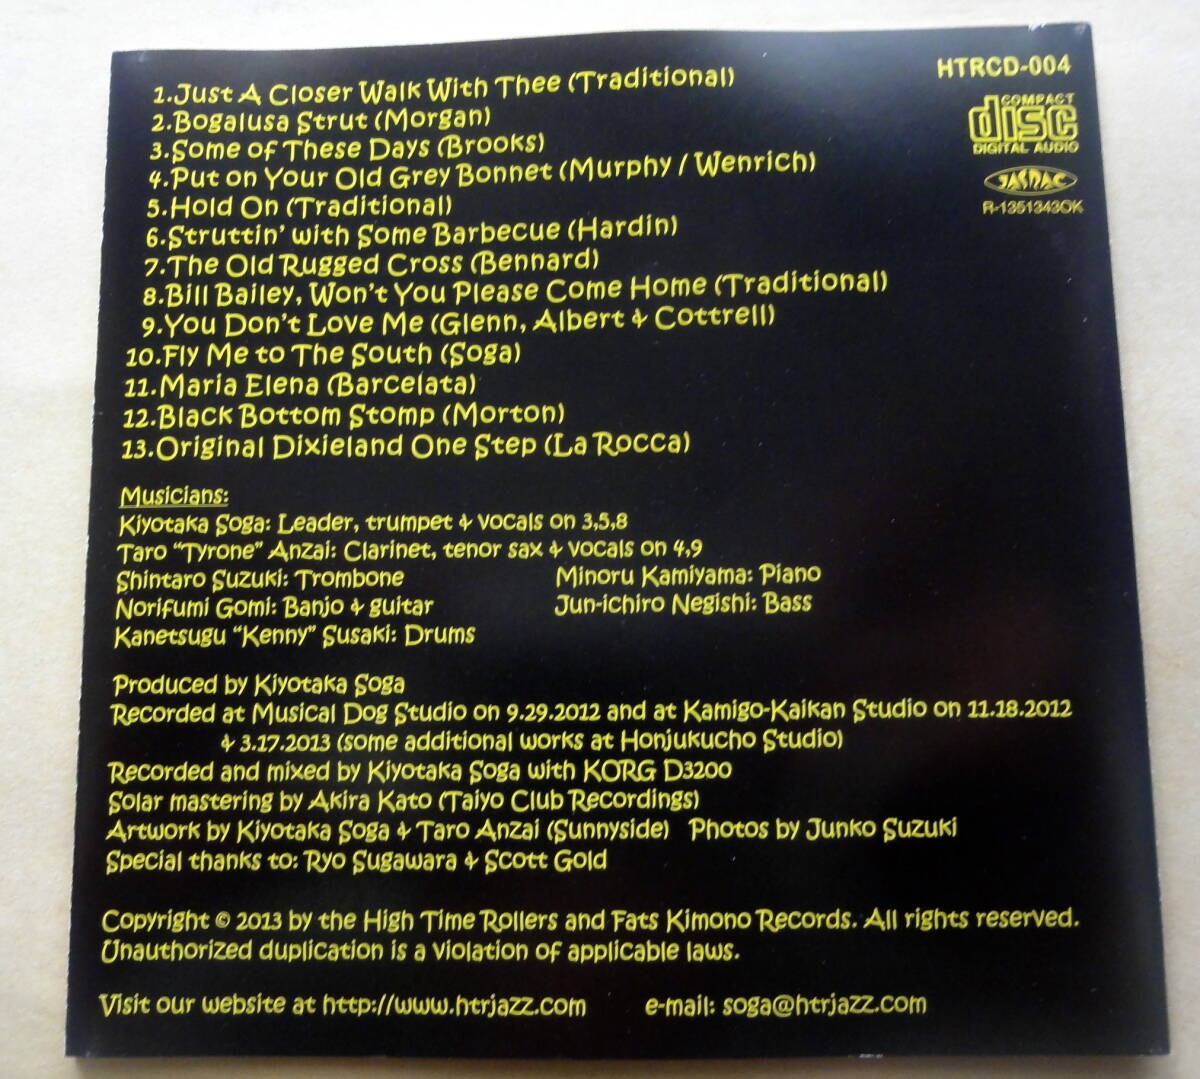 HTRCD-004
COMPACT
disc
DIGITAL AUDIO
JASRAC
R-1351343OK
1.Just A Closer Walk With Thee (Traditional)
2.Bogalusa Strut (Morgan)
3.Some of These Days (Brooks)
4.Put on Your Old Grey Bonnet (Murphy / Wenrich)
5.Hold On (Traditional)
6.Struttin' with Some Barbecue (Hardin)
7.The Old Rugged Cross (Bennard)
8.Bill Bailey, Won't You Please Come Home (Traditional)
9.You Don't Love Me (Glenn, Albert & Cottrell)
10.Fly Me to The South (Soga)
11.Maria Elena (Barcelata)
12.Black Bottom Stomp (Morton)
13.Original Dixieland One Step (La Rocca)
Musicians:
Kiyotaka Soga: Leader, trumpet & vocals on 3,5,8
Taro "Tyrone" Anzai: Clarinet, tenor sax & vocals on 4,9
Shintaro Suzuki: Trombone Minoru Kamiyama: Piano
Norifumi Gomi: Banjo & guitar Jun-ichiro Negishi: Bass
Kanetsugu "Kenny" Susaki: Drums
Produced by Kiyotaka Soga
Recorded at Musical Dog Studio on 9.29.2012 and at Kamigo-Kaikan Studio on 11.18.2012
& 3.17.2013 (some additional works at Honjukucho Studio)
Recorded and mixed by Kiyotaka Soga with KORG D3200
Solar mastering by Akira Kato (Taiyo Club Recordings)
Artwork by Kiyotaka Soga & Taro Anzai (Sunnyside) Photos by Junko Suzuki
Special thanks to: Ryo Sugawara & Scott Gold
Copyright © 2013 by the High Time Rollers and Fats Kimono Records. All rights reserved.
Unauthorized duplication is a violation of applicable laws.
Visit our website at http://www.htrjazz.com e-mail: soga@htrjazz.com